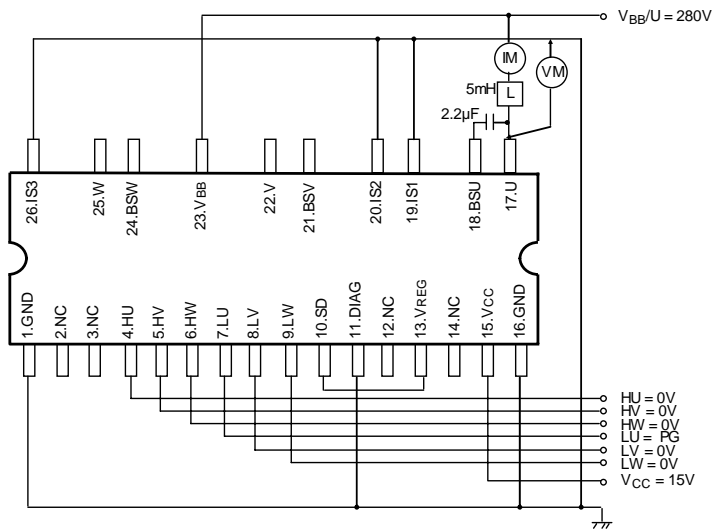 VBB/U = 280V
IM
VM
5mH
L
2.2µF
26.IS3
25.W
24.BSW
23.VBB
22.V
21.BSV
20.IS2
19.IS1
18.BSU
17.U
1.GND
2.NC
3.NC
4.HU
5.HV
6.HW
7.LU
8.LV
9.LW
10.SD
11.DIAG
12.NC
13.VREG
14.NC
15.VCC
16.GND
HU = 0V
HV = 0V
HW = 0V
LU = PG
LV = 0V
LW = 0V
VCC = 15V